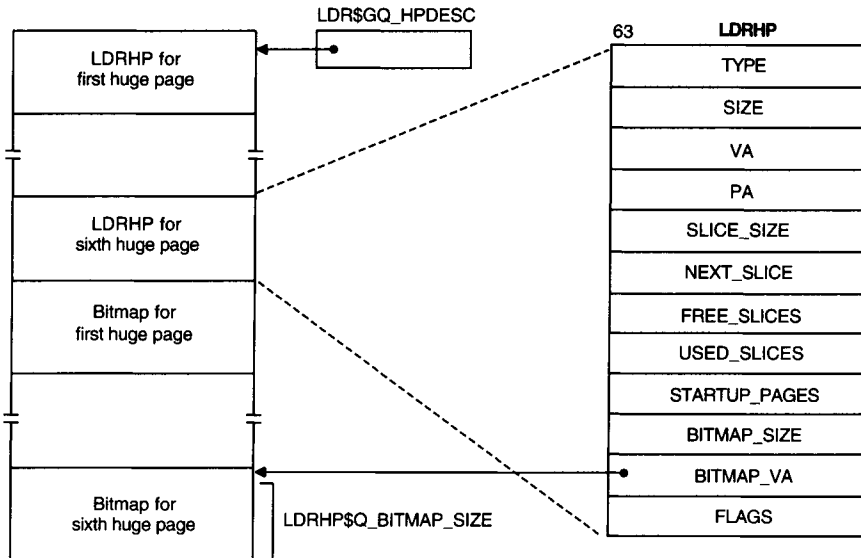 LDR$GQ_HPDESC
LDRHP for
first huge page
LDRHP for
sixth huge page
Bitmap for
first huge page
Bitmap for
sixth huge page
LDRHP$Q_BITMAP_SIZE
63
LDRHP
TYPE
SIZE
VA
PA
SLICE_SIZE
NEXT_SLICE
FREE_SLICES
USED_SLICES
STARTUP_PAGES
BITMAP_SIZE
BITMAP_VA
FLAGS